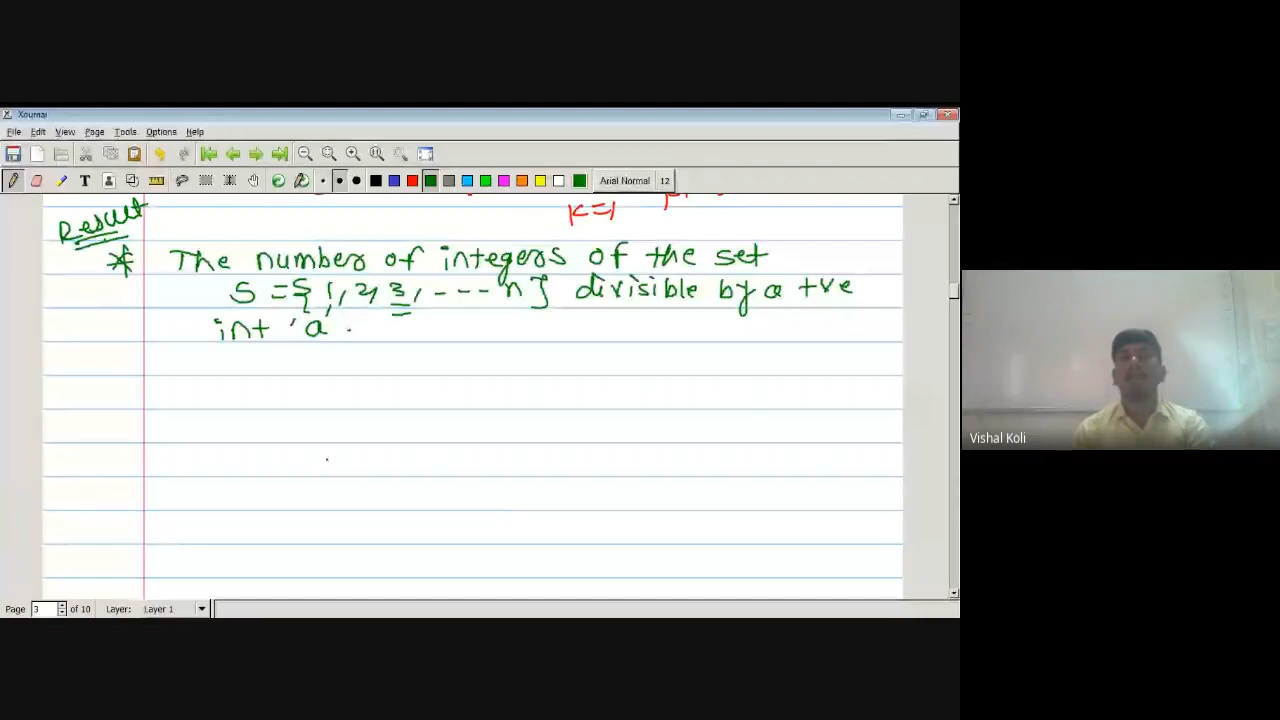 Xournal
File Edit View Page Tools Options Help
T Arial Normal 12
K=1
Result
* The number of integers of the set
S = {1, 2, 3, - - - n} divisible by a +ve
int 'a' .
Vishal Koli
Page 3 of 10 Layer: Layer 1